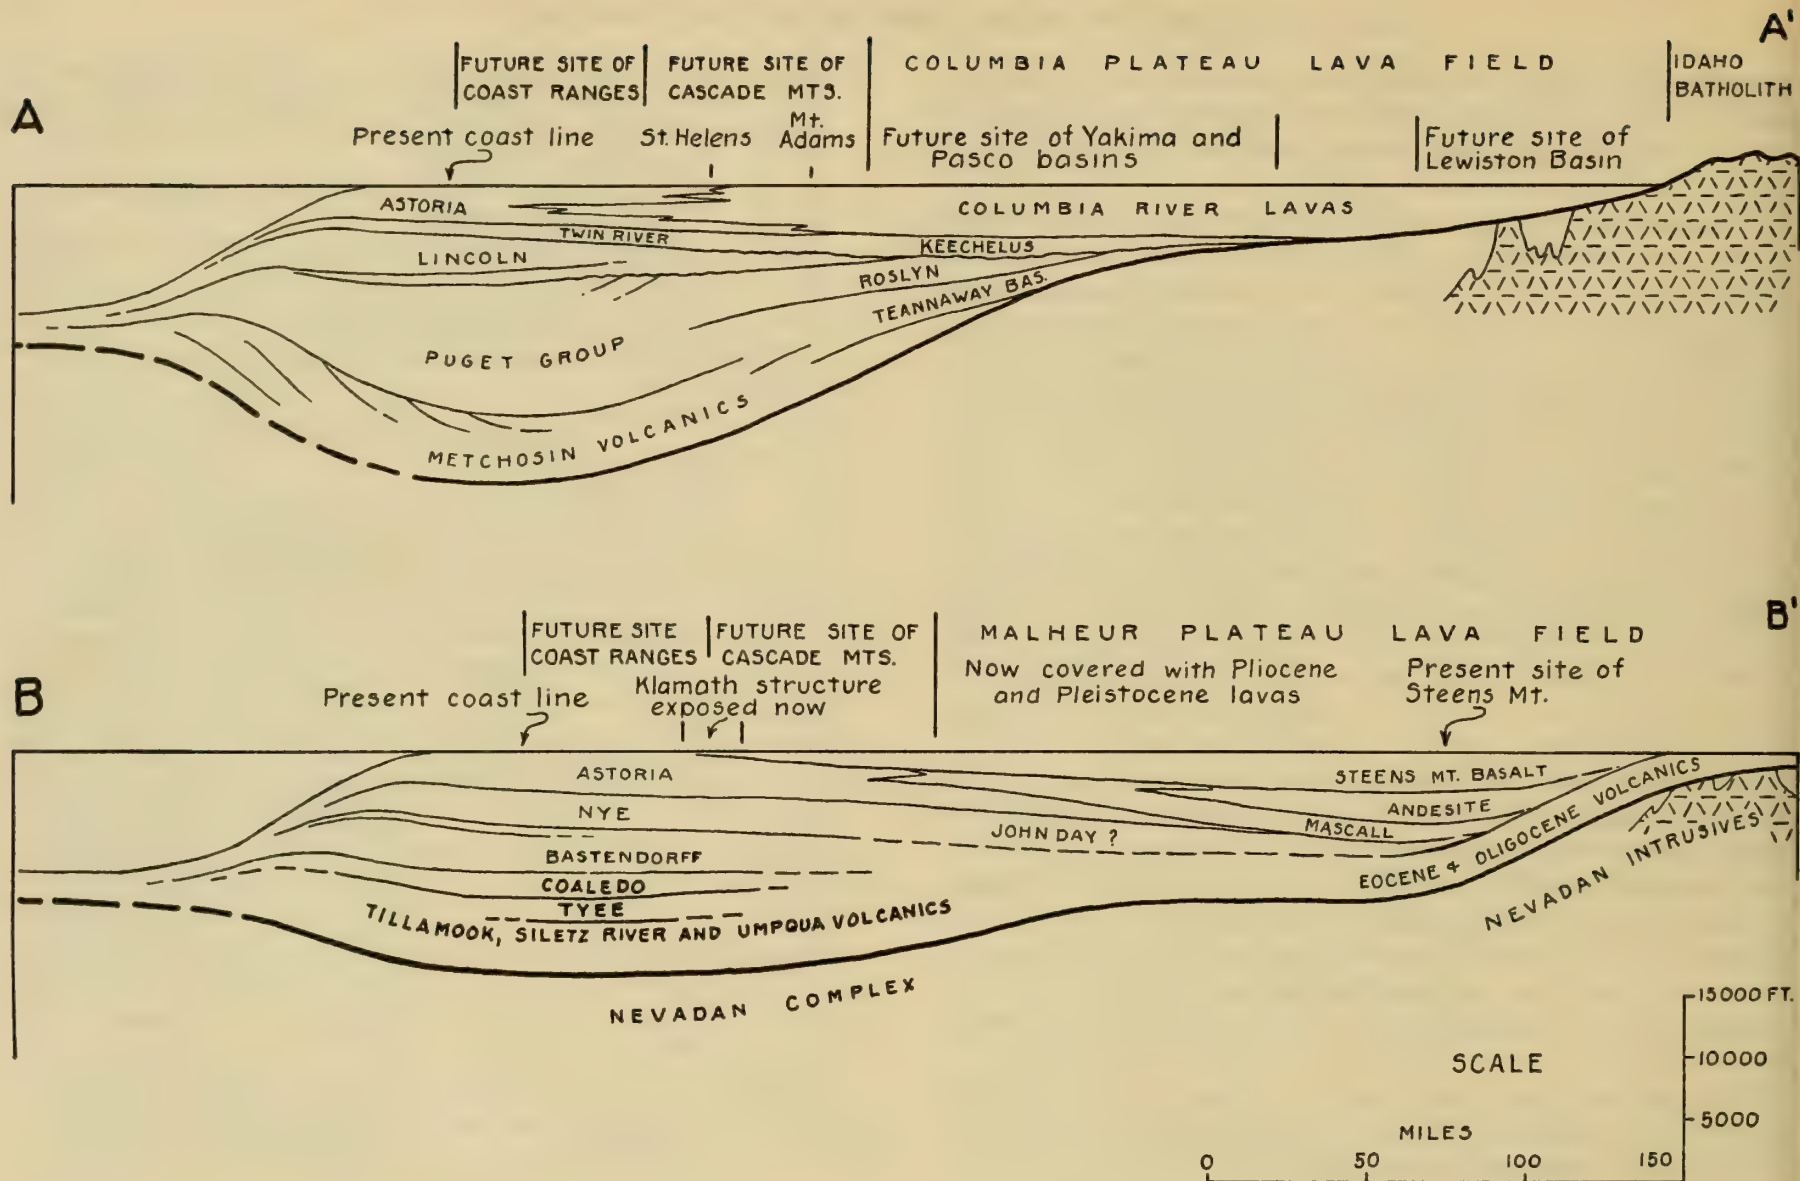 A'
FUTURE SITE OF
COAST RANGES
FUTURE SITE OF
CASCADE MTS.
COLUMBIA PLATEAU LAVA FIELD
IDAHO
BATHOLITH
A
Present coast line
St. Helens
Mt.
Adams
Future site of Yakima and
Pasco basins
Future site of
Lewiston Basin
ASTORIA
COLUMBIA RIVER LAVAS
TWIN RIVER
KEECHELUS
LINCOLN
ROSLYN
TEANNAWAY BAS.
PUGET GROUP
METCHOSIN VOLCANICS
B'
FUTURE SITE
COAST RANGES
FUTURE SITE OF
CASCADE MTS.
MALHEUR PLATEAU LAVA FIELD
Now covered with Pliocene
and Pleistocene lavas
Present site of
Steens Mt.
B
Present coast line
Klamath structure
exposed now
ASTORIA
STEENS MT. BASALT
ANDESITE
NYE
MASCALL
JOHN DAY ?
BASTENDORFF
COALEDO
TYEE
TILLAMOOK, SILETZ RIVER AND UMPQUA VOLCANICS
EOCENE & OLIGOCENE VOLCANICS
NEVADAN INTRUSIVES
NEVADAN COMPLEX
15000 FT.
SCALE
10000
5000
MILES
0 50 100 150